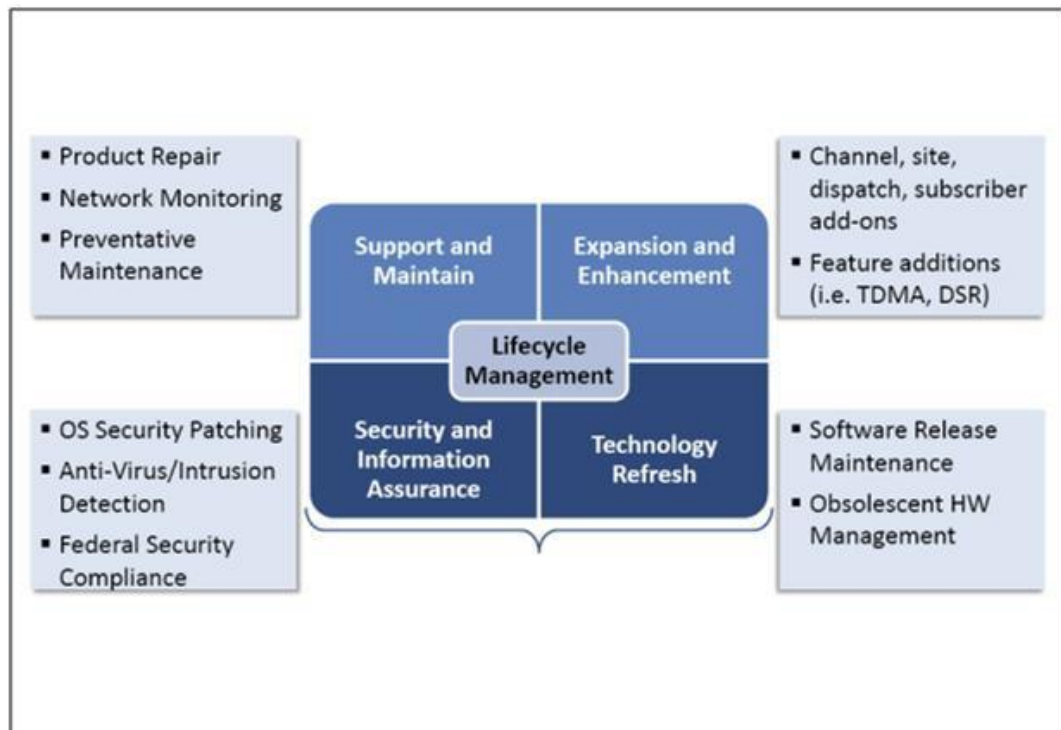 ▪ Product Repair
▪ Network Monitoring
▪ Preventative
Maintenance
Support and
Maintain
Expansion and
Enhancement
▪ Channel, site,
dispatch, subscriber
add-ons
▪ Feature additions
(i.e. TDMA, DSR)
Lifecycle
Management
▪ OS Security Patching
▪ Anti-Virus/Intrusion
Detection
▪ Federal Security
Compliance
Security and
Information
Assurance
Technology
Refresh
▪ Software Release
Maintenance
▪ Obsolescent HW
Management